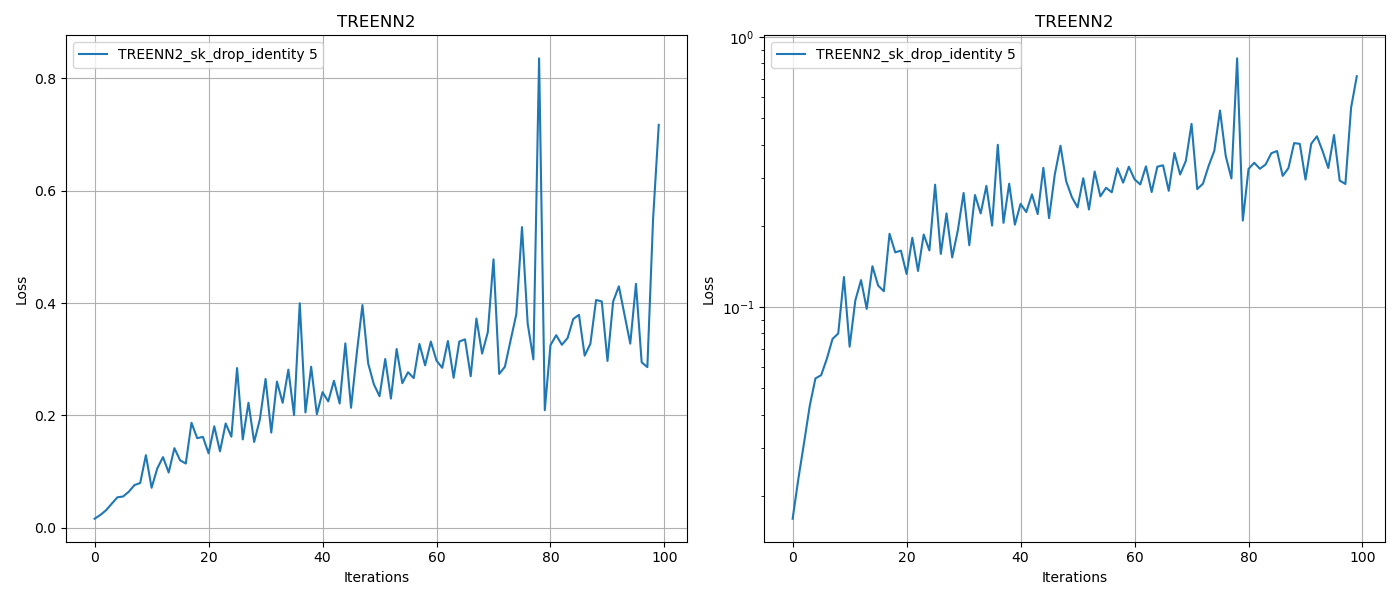 TREENN2
TREENN2_sk_drop_identity 5
0.8
0.6
0.4
0.2
0.0
Loss
0 20 40 60 80 100
Iterations
TREENN2
TREENN2_sk_drop_identity 5
10⁰
10⁻¹
Loss
0 20 40 60 80 100
Iterations